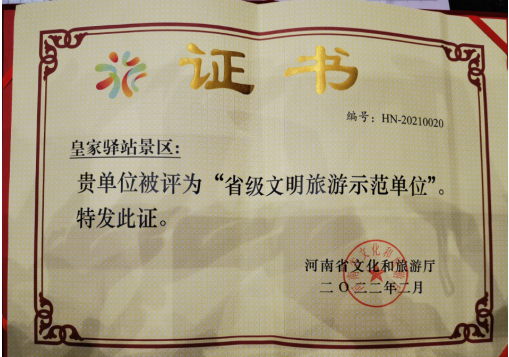 证书
编号：HN-20210020
皇家驿站景区：
贵单位被评为“省级文明旅游示范单位”。
特发此证。
河南省文化和旅游厅
二〇二二年二月